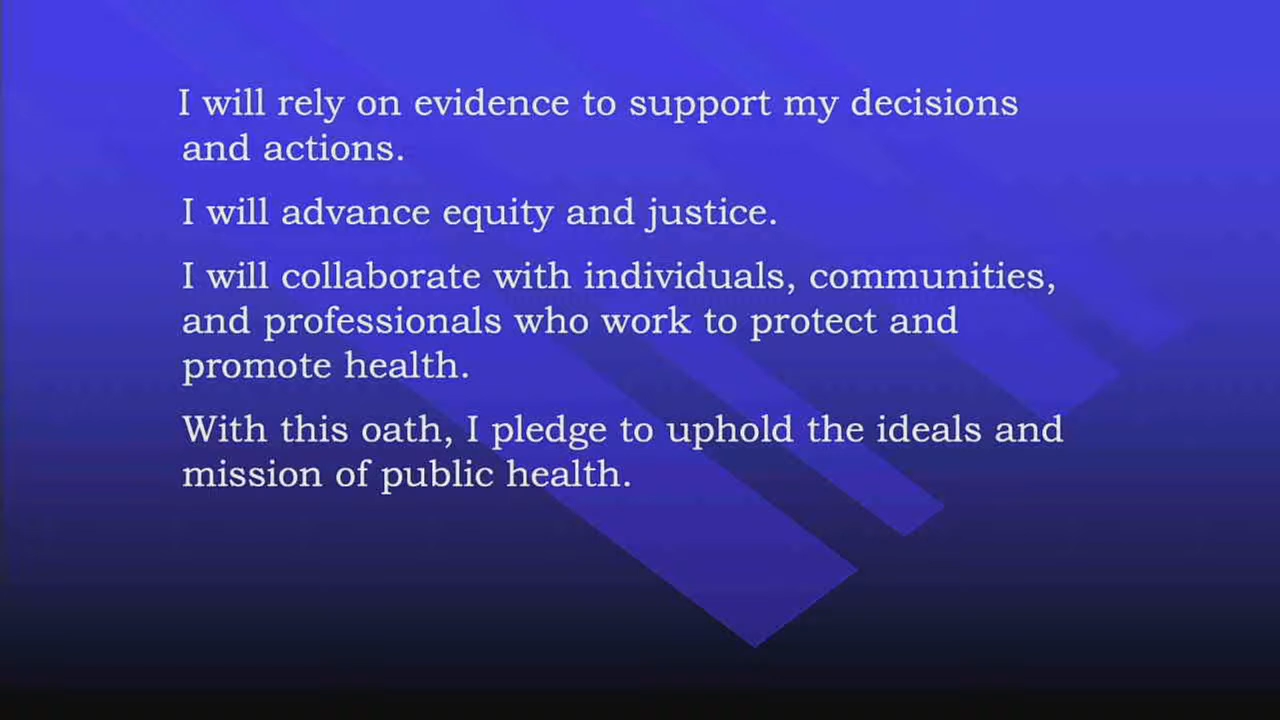 I will rely on evidence to support my decisions
and actions.
I will advance equity and justice.
I will collaborate with individuals, communities,
and professionals who work to protect and
promote health.
With this oath, I pledge to uphold the ideals and
mission of public health.